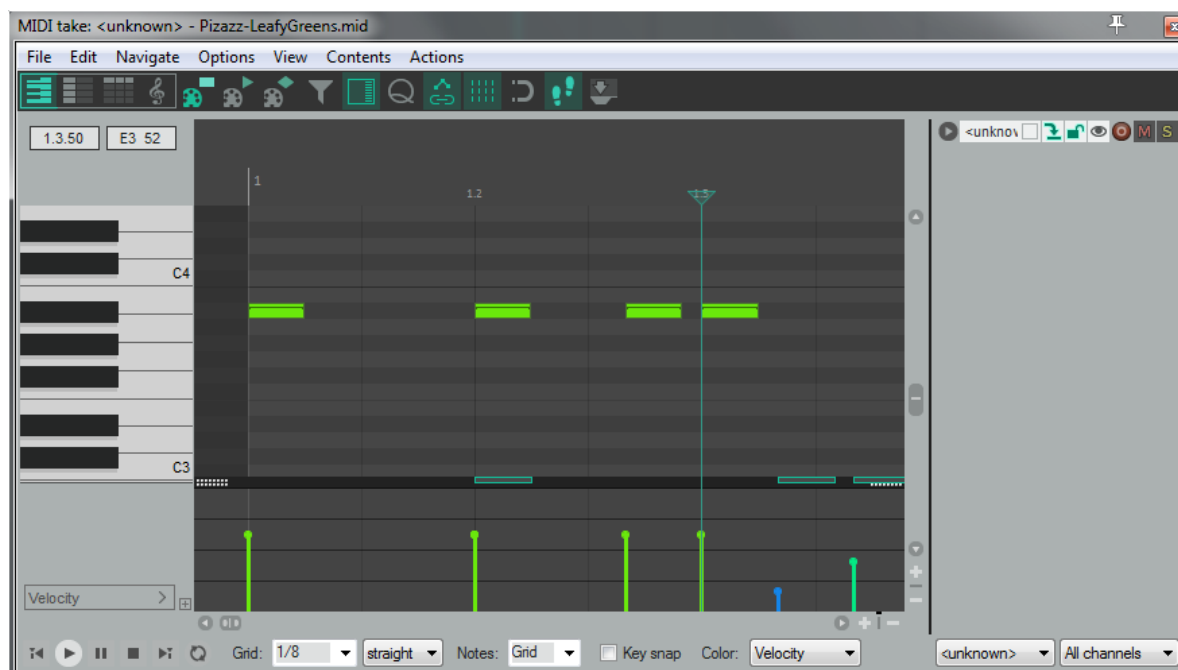 MIDI take: <unknown> - Pizazz-LeafyGreens.mid
File Edit Navigate Options View Contents Actions
1.3.50 E3 52
<unknov M S
1
1.2
1.3
C4
C3
Velocity
Grid: 1/8 straight Notes: Grid Key snap Color: Velocity <unknown> All channels